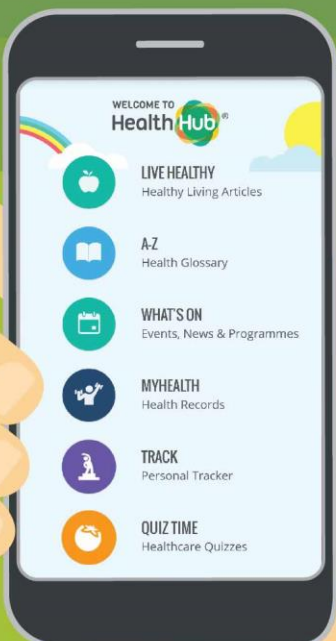 WELCOME TO
HealthHub®
LIVE HEALTHY
Healthy Living Articles
A-Z
Health Glossary
WHAT'S ON
Events, News & Programmes
MYHEALTH
Health Records
TRACK
Personal Tracker
QUIZ TIME
Healthcare Quizzes